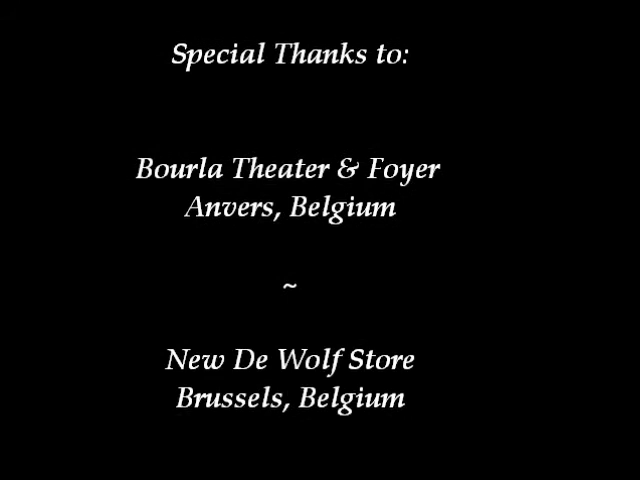 Special Thanks to:
Bourla Theater & Foyer
Anvers, Belgium
~
New De Wolf Store
Brussels, Belgium